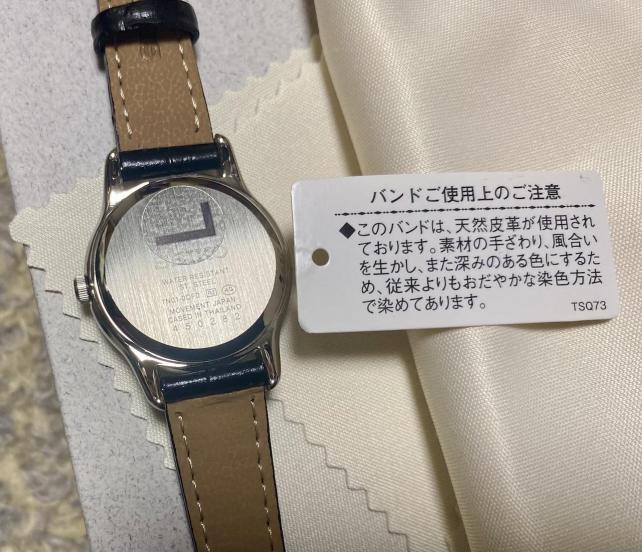 WATER RESISTANT
ST. STEEL
MOVEMENT JAPAN
CASED IN THAILAND
450282
バンドご使用上のご注意
◆このバンドは、天然皮革が使用され
ております。素材の手ざわり、風合い
を生かし、また深みのある色にするた
め、従来よりもおだやかな染色方法
で染めてあります。
TSQ73